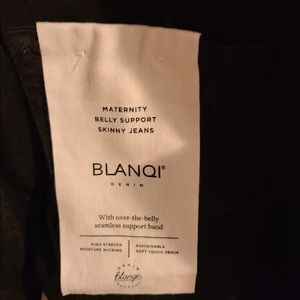 MATERNITY
BELLY SUPPORT
SKINNY JEANS
BLANQI®
DENIM
With over-the-belly
seamless support band
HIGH STRETCH
MOISTURE WICKING
SUSTAINABLE
SOFT TOUCH DENIM
blanqi